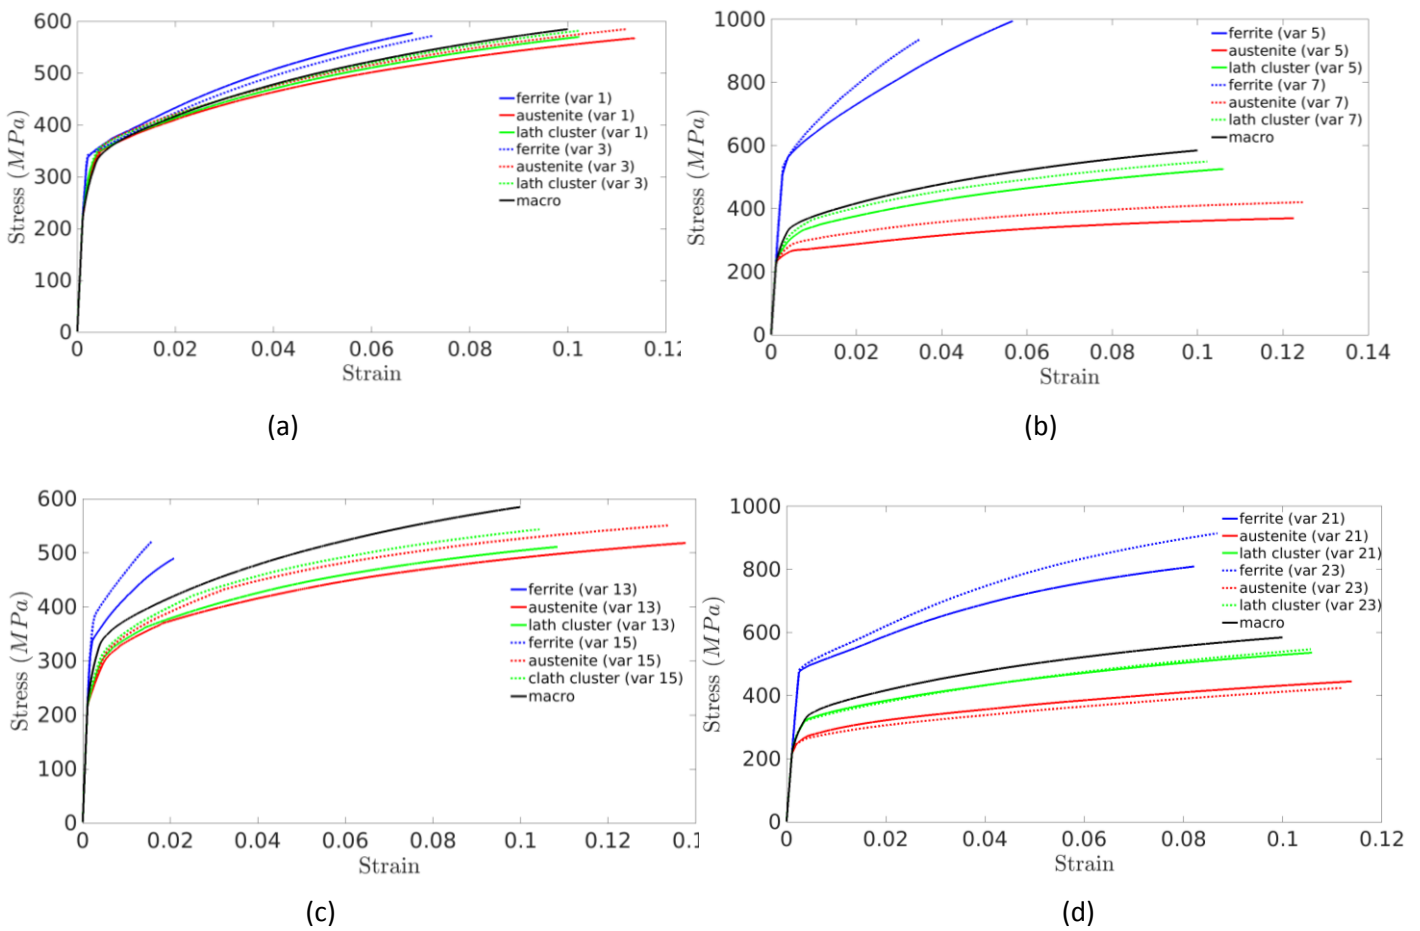 600
500
400
300
200
100
0
Stress (MPa)
0 0.02 0.04 0.06 0.08 0.1 0.12
Strain
ferrite (var 1)
austenite (var 1)
lath cluster (var 1)
ferrite (var 3)
austenite (var 3)
lath cluster (var 3)
macro
(a)
1000
800
600
400
200
0
Stress (MPa)
0 0.02 0.04 0.06 0.08 0.1 0.12 0.14
Strain
ferrite (var 5)
austenite (var 5)
lath cluster (var 5)
ferrite (var 7)
austenite (var 7)
lath cluster (var 7)
macro
(b)
600
500
400
300
200
100
0
Stress (MPa)
0 0.02 0.04 0.06 0.08 0.1 0.12 0.1
Strain
ferrite (var 13)
austenite (var 13)
lath cluster (var 13)
ferrite (var 15)
austenite (var 15)
clath cluster (var 15)
macro
(c)
1000
800
600
400
200
0
Stress (MPa)
0 0.02 0.04 0.06 0.08 0.1 0.12
Strain
ferrite (var 21)
austenite (var 21)
lath cluster (var 21)
ferrite (var 23)
austenite (var 23)
lath cluster (var 23)
macro
(d)